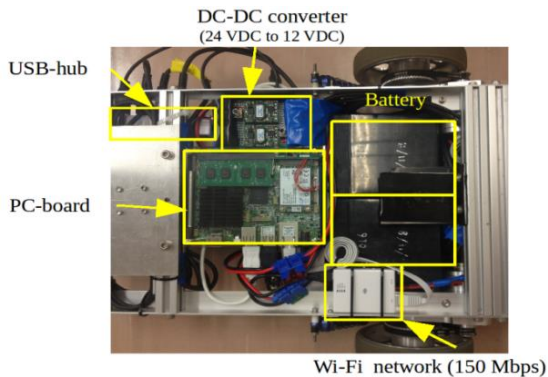 DC-DC converter
(24 VDC to 12 VDC)
USB-hub
Battery
PC-board
Wi-Fi network (150 Mbps)